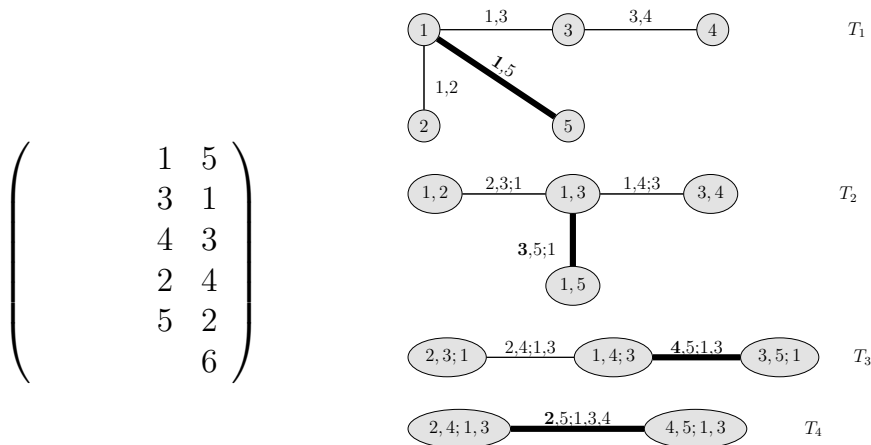 1 5
3 1
4 3
2 4
5 2
6
1 1,3 3 3,4 4 T1
1,2 1,5
2 5
1, 2 2,3;1 1, 3 1,4;3 3, 4 T2
3,5;1
1, 5
2, 3; 1 2,4;1,3 1, 4; 3 4,5;1,3 3, 5; 1 T3
2, 4; 1, 3 2,5;1,3,4 4, 5; 1, 3 T4